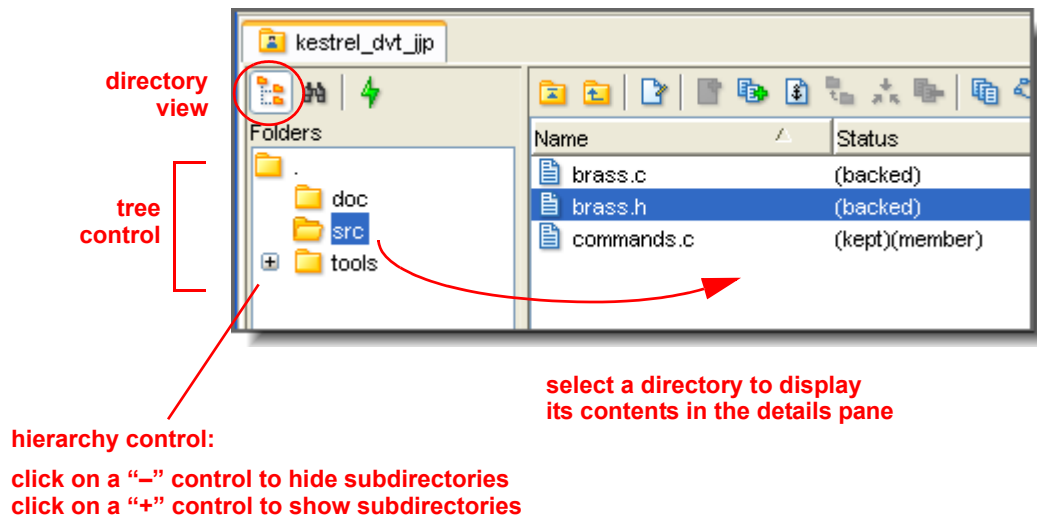 kestrel_dvt_jjp
directory
view
Folders
Name
Status
.
doc
src
tools
brass.c (backed)
brass.h (backed)
commands.c (kept)(member)
tree
control
select a directory to display
its contents in the details pane
hierarchy control:
click on a “–” control to hide subdirectories
click on a “+” control to show subdirectories